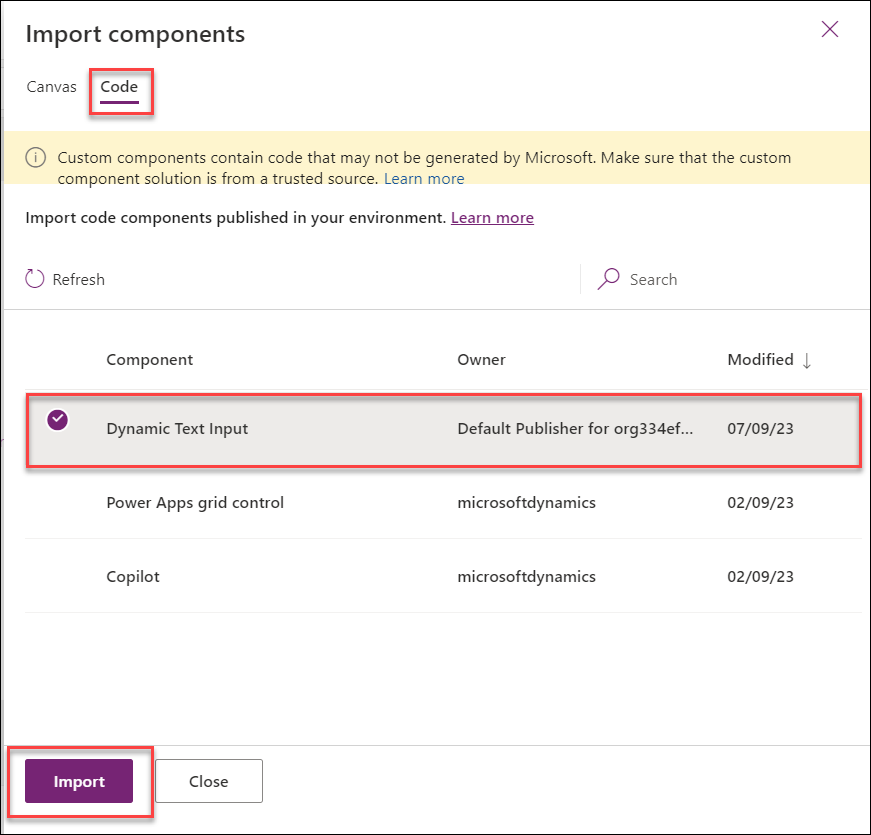 Import components
Canvas Code
Custom components contain code that may not be generated by Microsoft. Make sure that the custom
component solution is from a trusted source. Learn more
Import code components published in your environment. Learn more
Refresh Search
Component Owner Modified ↓
Dynamic Text Input Default Publisher for org334ef... 07/09/23
Power Apps grid control microsoftdynamics 02/09/23
Copilot microsoftdynamics 02/09/23
Import Close